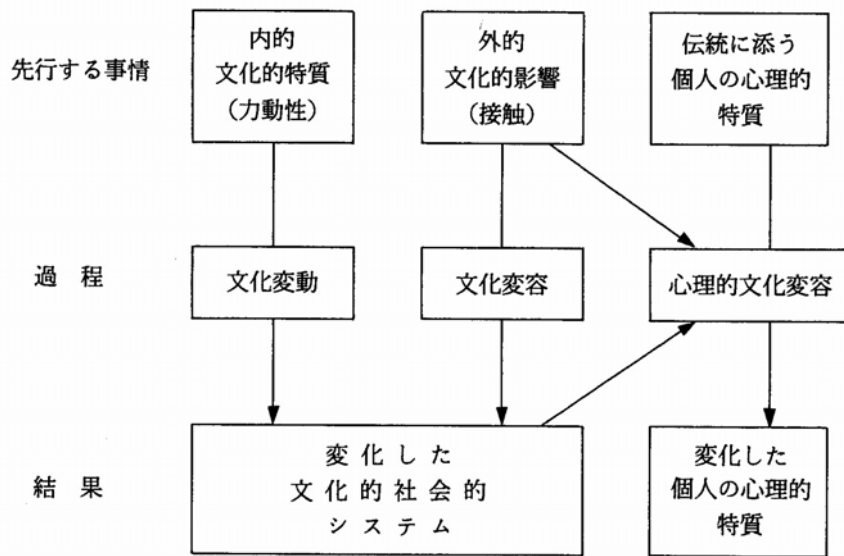 先行する事情
内的
文化的特質
（力動性）
外的
文化的影響
（接触）
伝統に添う
個人の心理的
特質
過 程
文化変動
文化変容
心理的文化変容
結 果
変 化 し た
文 化 的 社 会 的
シ ス テ ム
変化した
個人の心理的
特質